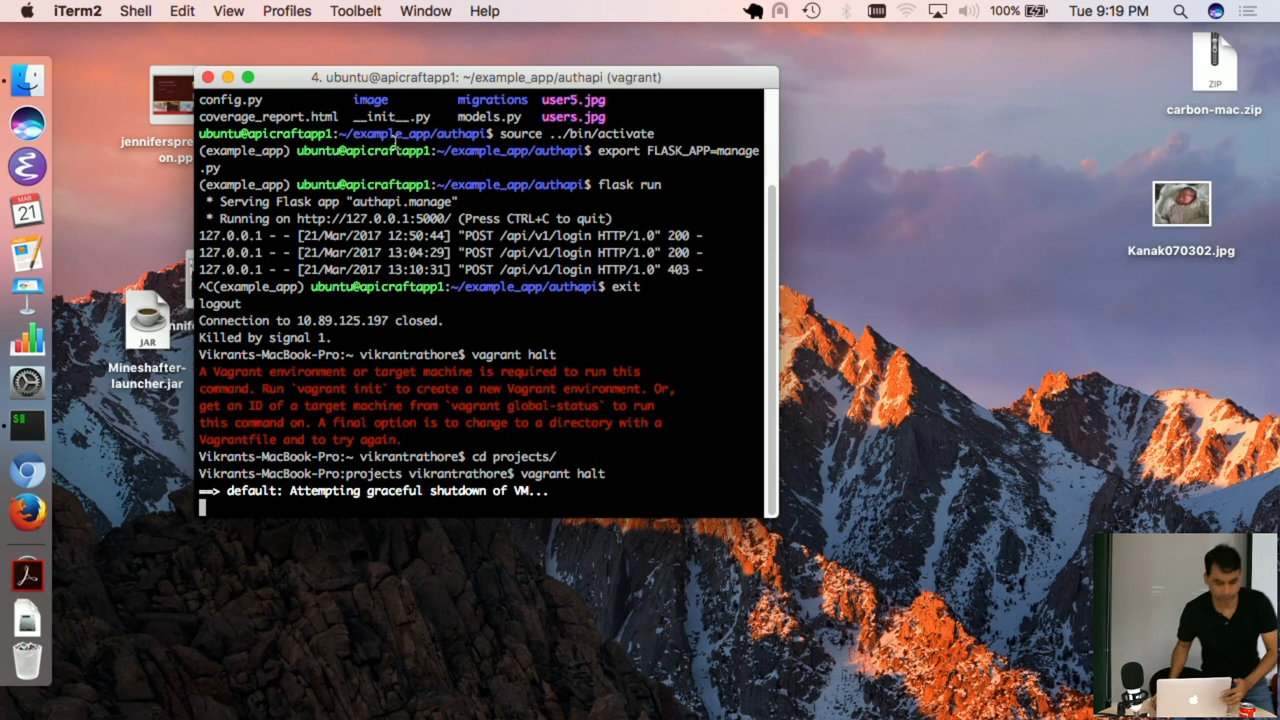 iTerm2 Shell Edit View Profiles Toolbelt Window Help 100% Tue 9:19 PM
4. ubuntu@apicraftapp1: ~/example_app/authapi (vagrant)
config.py image migrations user5.jpg
coverage_report.html __init__.py models.py users.jpg
ubuntu@apicraftapp1:~/example_app/authapi$ source ../bin/activate
(example_app) ubuntu@apicraftapp1:~/example_app/authapi$ export FLASK_APP=manage
.py
(example_app) ubuntu@apicraftapp1:~/example_app/authapi$ flask run
* Serving Flask app "authapi.manage"
* Running on http://127.0.0.1:5000/ (Press CTRL+C to quit)
127.0.0.1 - - [21/Mar/2017 12:50:44] "POST /api/v1/login HTTP/1.0" 200 -
127.0.0.1 - - [21/Mar/2017 13:04:29] "POST /api/v1/login HTTP/1.0" 200 -
127.0.0.1 - - [21/Mar/2017 13:10:31] "POST /api/v1/login HTTP/1.0" 403 -
^C(example_app) ubuntu@apicraftapp1:~/example_app/authapi$ exit
logout
Connection to 10.89.125.197 closed.
Killed by signal 1.
Vikrants-MacBook-Pro:~ vikrantrathore$ vagrant halt
A Vagrant environment or target machine is required to run this
command. Run `vagrant init` to create a new Vagrant environment. Or,
get an ID of a target machine from `vagrant global-status` to run
this command on. A final option is to change to a directory with a
Vagrantfile and to try again.
Vikrants-MacBook-Pro:~ vikrantrathore$ cd projects/
Vikrants-MacBook-Pro:projects vikrantrathore$ vagrant halt
==> default: Attempting graceful shutdown of VM...
jenniferspre
on.pp
JAR
Mineshafter-
launcher.jar
ZIP
carbon-mac.zip
Kanak070302.jpg
MAR
21
$